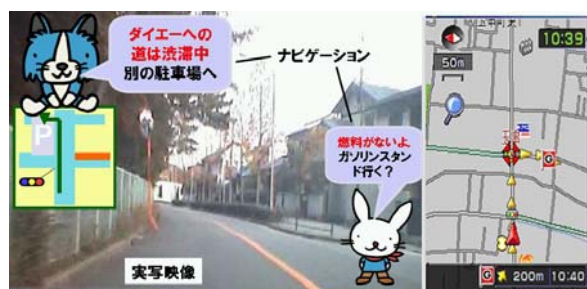 ダイエーへの
道は渋滞中
別の駐車場へ
ナビゲーション
P
燃料がないよ、
ガソリンスタン
ド行く?
実写映像
10:39
50m
G
G
200m 10:40